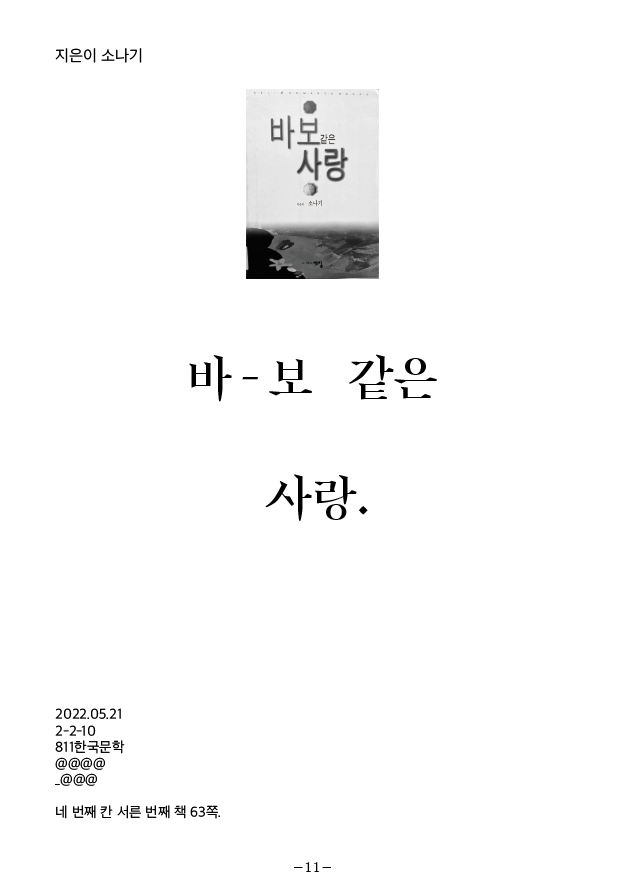 지은이 소나기
바보같은
사랑
소나기
바-보 같은
사랑.
2022.05.21
2-2-10
811한국문학
@@@@
_@@@
네 번째 칸 서른 번째 책 63쪽.
-11-